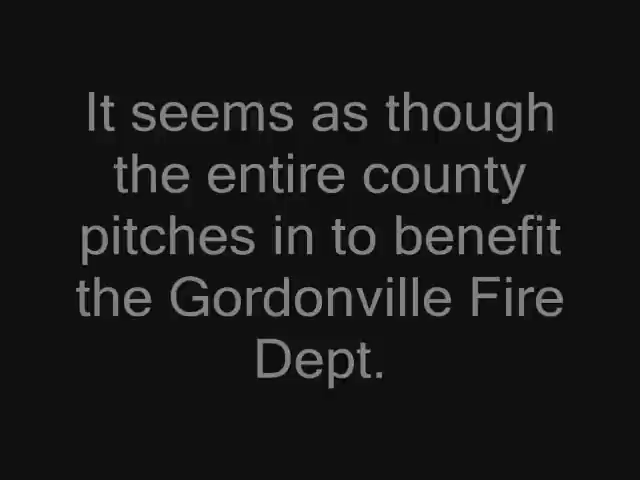 It seems as though
the entire county
pitches in to benefit
the Gordonville Fire
Dept.